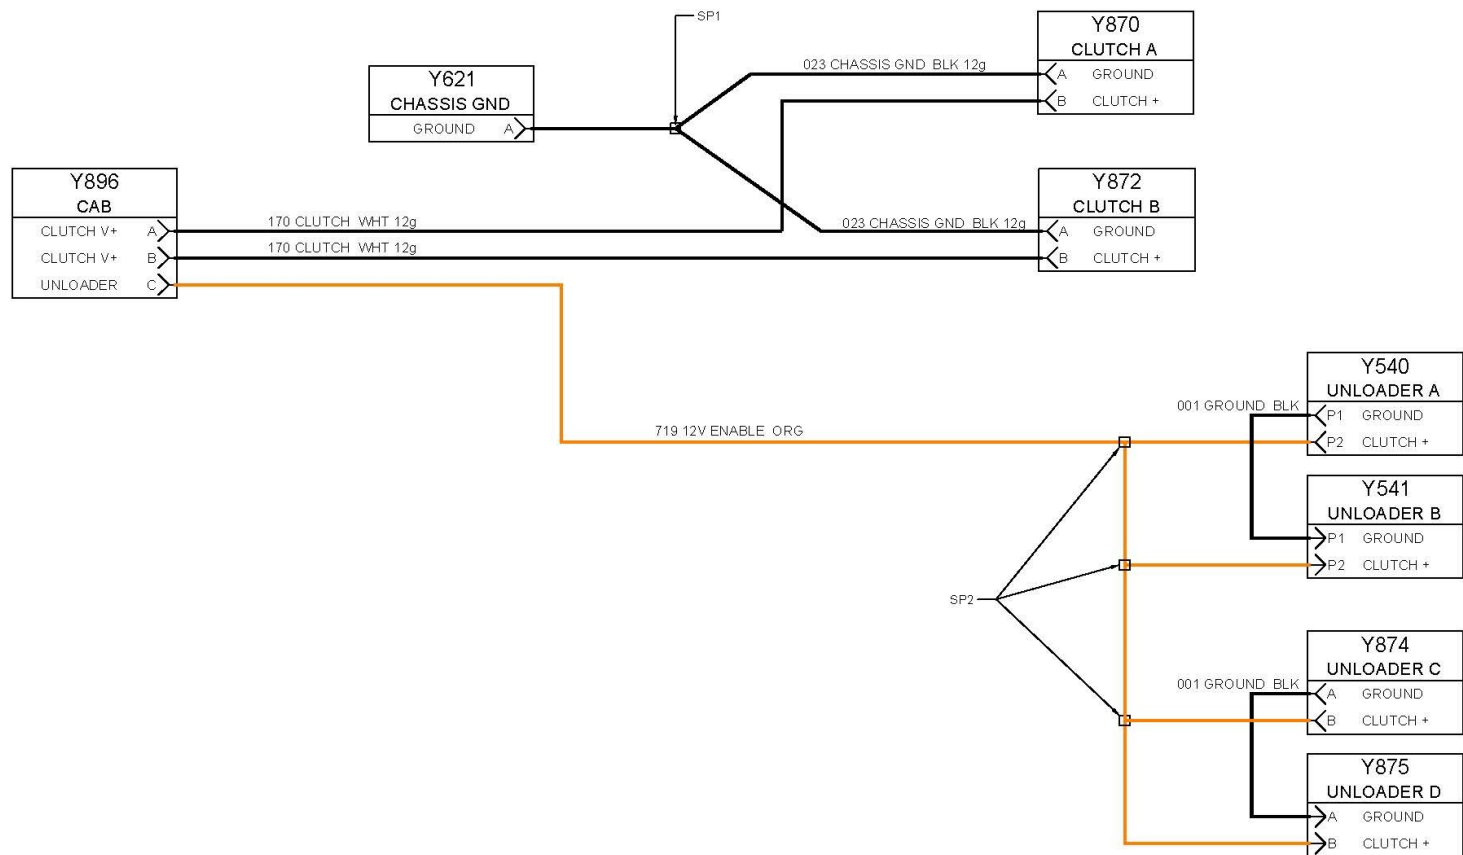 SP1
Y870
CLUTCH A
023 CHASSIS GND BLK 12g
A GROUND
B CLUTCH +
Y621
CHASSIS GND
GROUND A
Y896
CAB
CLUTCH V+ A
CLUTCH V+ B
UNLOADER C
170 CLUTCH WHT 12g
170 CLUTCH WHT 12g
Y872
CLUTCH B
023 CHASSIS GND BLK 12g
A GROUND
B CLUTCH +
Y540
UNLOADER A
001 GROUND BLK
P1 GROUND
P2 CLUTCH +
719 12V ENABLE ORG
Y541
UNLOADER B
P1 GROUND
P2 CLUTCH +
SP2
Y874
UNLOADER C
001 GROUND BLK
A GROUND
B CLUTCH +
Y875
UNLOADER D
A GROUND
B CLUTCH +